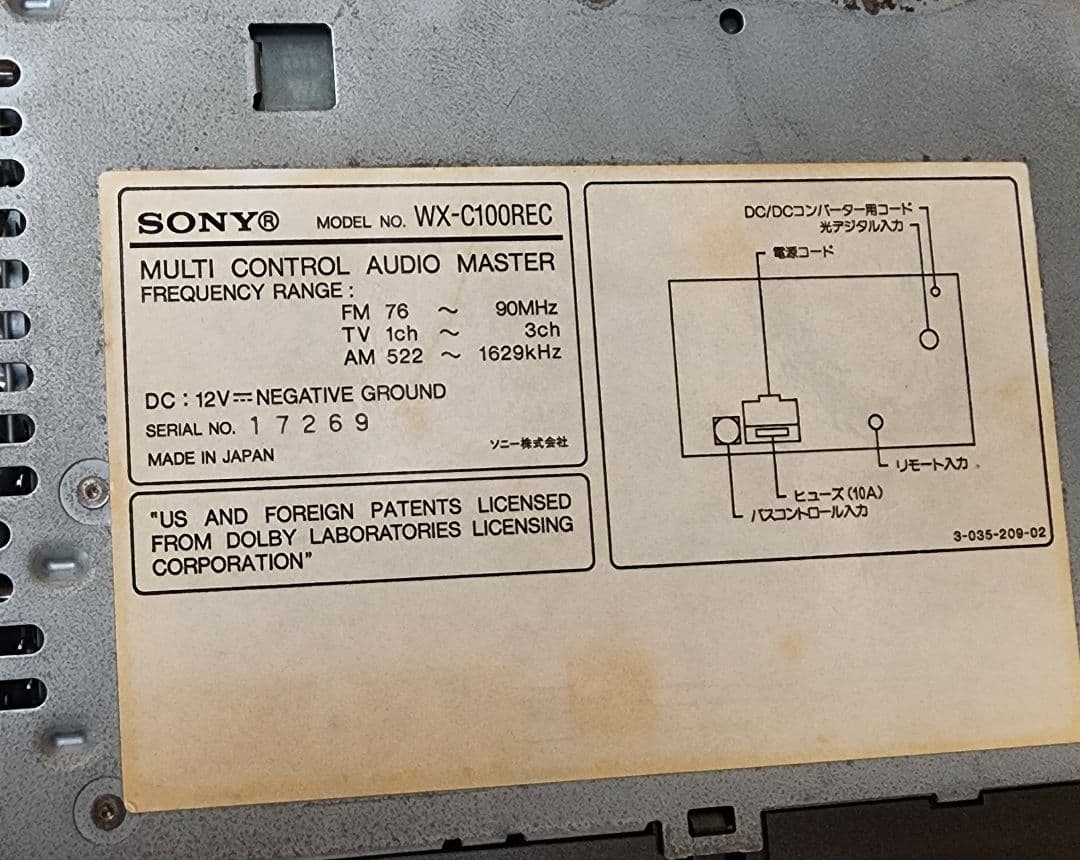 SONY® MODEL NO. WX-C100REC
MULTI CONTROL AUDIO MASTER
FREQUENCY RANGE :
FM 76 ～ 90MHz
TV 1ch ～ 3ch
AM 522 ～ 1629kHz
DC : 12V⎓NEGATIVE GROUND
SERIAL NO. 17269
MADE IN JAPAN
ソニー株式会社
"US AND FOREIGN PATENTS LICENSED
FROM DOLBY LABORATORIES LICENSING
CORPORATION"
DC/DCコンバーター用コード
光デジタル入力
電源コード
リモート入力
ヒューズ(10A)
バスコントロール入力
3-035-209-02